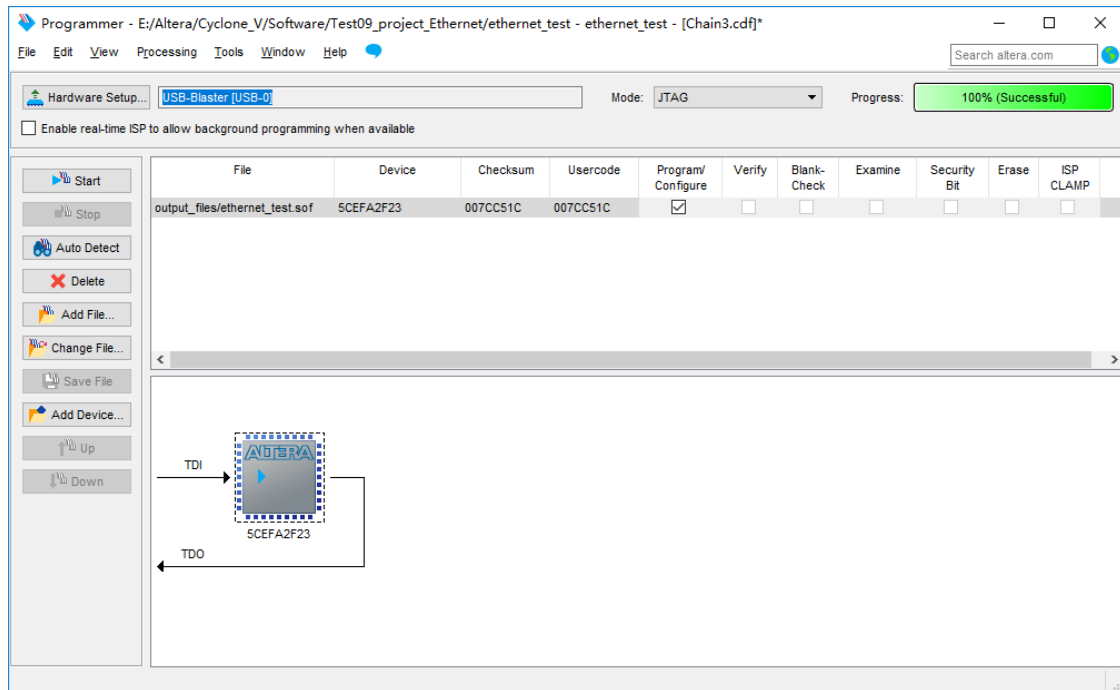 Programmer - E:/Altera/Cyclone_V/Software/Test09_project_Ethernet/ethernet_test - ethernet_test - [Chain3.cdf]*
File Edit View Processing Tools Window Help
Search altera.com
Hardware Setup... USB-Blaster [USB-0] Mode: JTAG Progress: 100% (Successful)
Enable real-time ISP to allow background programming when available
Start
Stop
Auto Detect
Delete
Add File...
Change File...
Save File
Add Device...
Up
Down
File Device Checksum Usercode Program/ Verify Blank- Examine Security Erase ISP
Configure Check Bit CLAMP
output_files/ethernet_test.sof 5CEFA2F23 007CC51C 007CC51C
ALTERA
TDI
5CEFA2F23
TDO